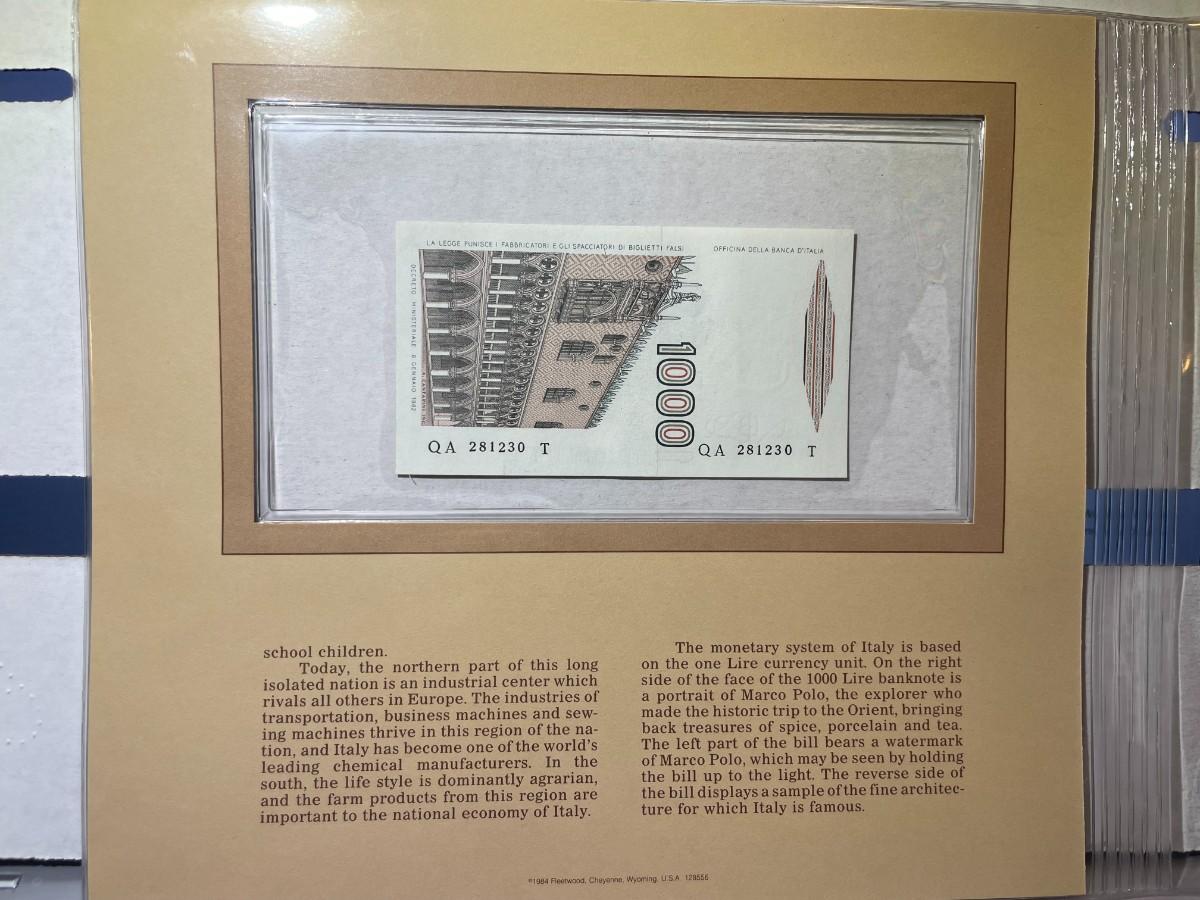 LA LEGGE PUNISCE I FABBRICATORI E GLI SPACCIATORI DI BIGLIETTI FALSI
OFFICINA DELLA BANCA D'ITALIA
DECRETO MINISTERIALE 6 GENNAIO 1982
1000
QA 281230 T
QA 281230 T
school children.
Today, the northern part of this long
isolated nation is an industrial center which
rivals all others in Europe. The industries of
transportation, business machines and sew-
ing machines thrive in this region of the na-
tion, and Italy has become one of the world's
leading chemical manufacturers. In the
south, the life style is dominantly agrarian,
and the farm products from this region are
important to the national economy of Italy.
The monetary system of Italy is based
on the one Lire currency unit. On the right
side of the face of the 1000 Lire banknote is
a portrait of Marco Polo, the explorer who
made the historic trip to the Orient, bringing
back treasures of spice, porcelain and tea.
The left part of the bill bears a watermark
of Marco Polo, which may be seen by holding
the bill up to the light. The reverse side of
the bill displays a sample of the fine architec-
ture for which Italy is famous.
©1984 Fleetwood, Cheyenne, Wyoming, U.S.A. 128556